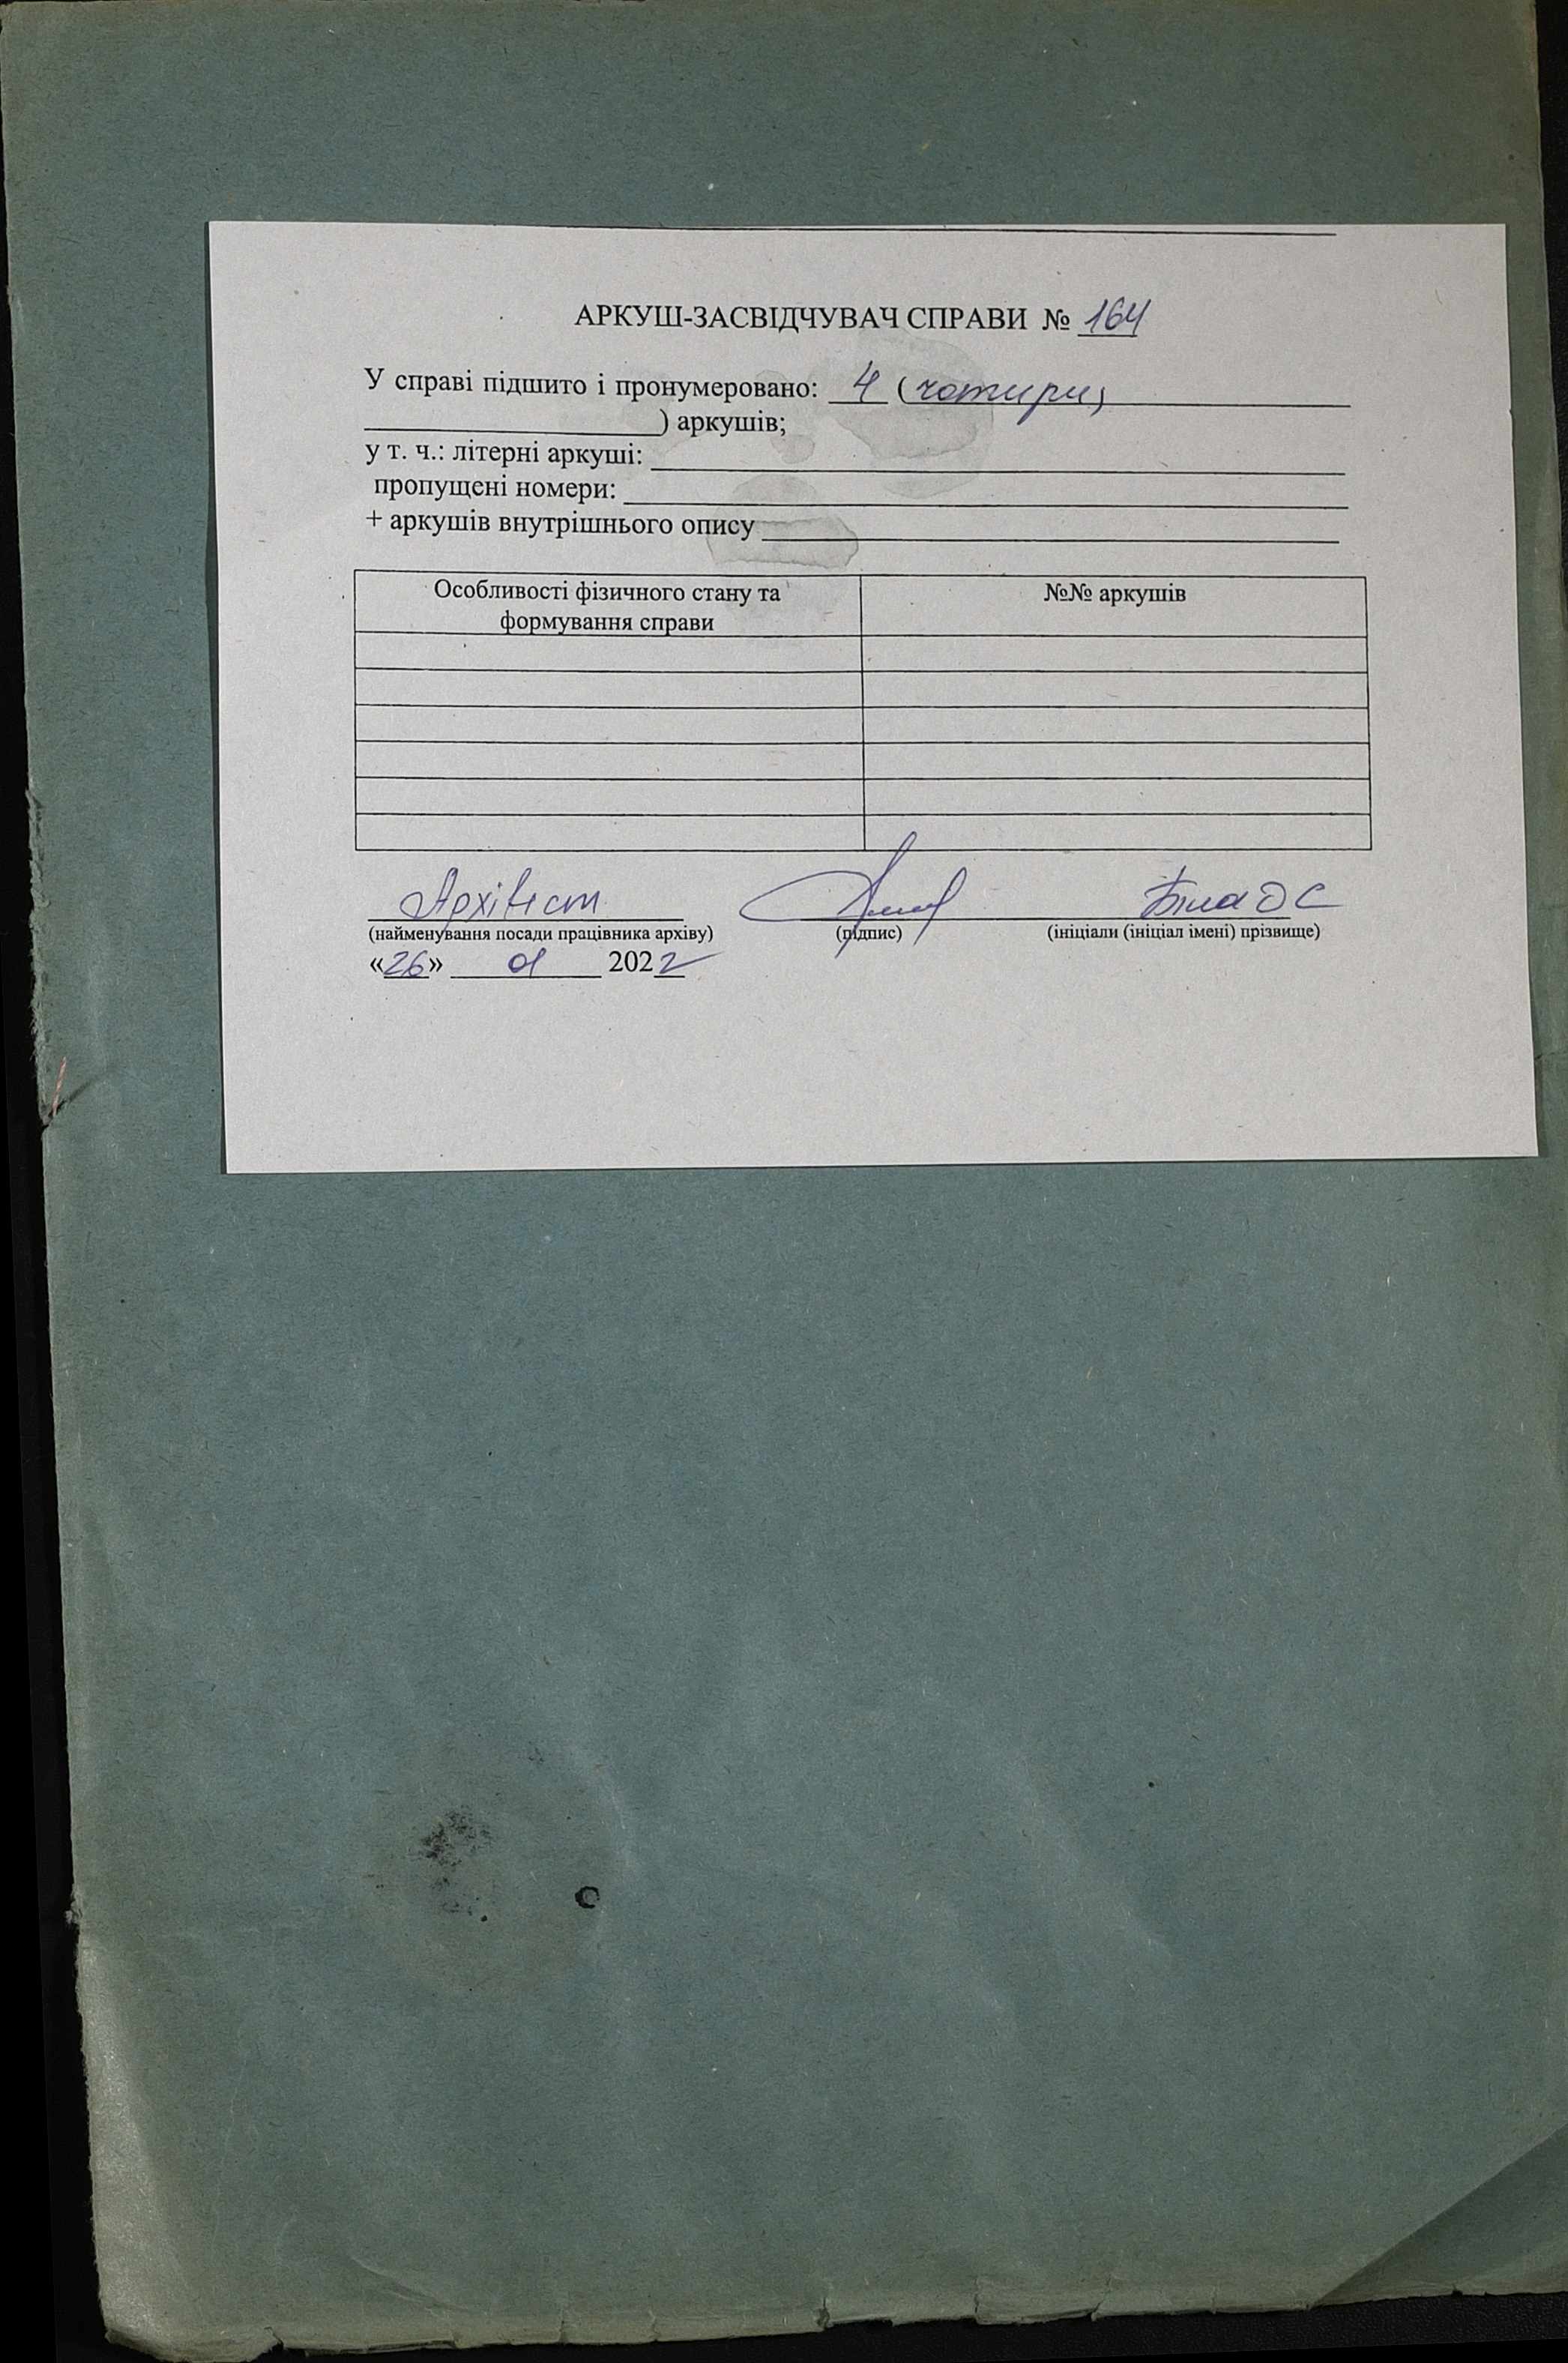 АРКУШ-ЗАСВІДЧУВАЧ СПРАВИ № 164
У справі підшито і пронумеровано: 4 (чотири)
) аркушів;
у т. ч.: літерні аркуші:
пропущені номери:
+ аркушів внутрішнього опису
Особливості фізичного стану та формування справи
№№ аркушів
Архівіст Біла О С
(найменування посади працівника архіву) (підпис) (ініціали (ініціал імені) прізвище)
«26» 01 2022